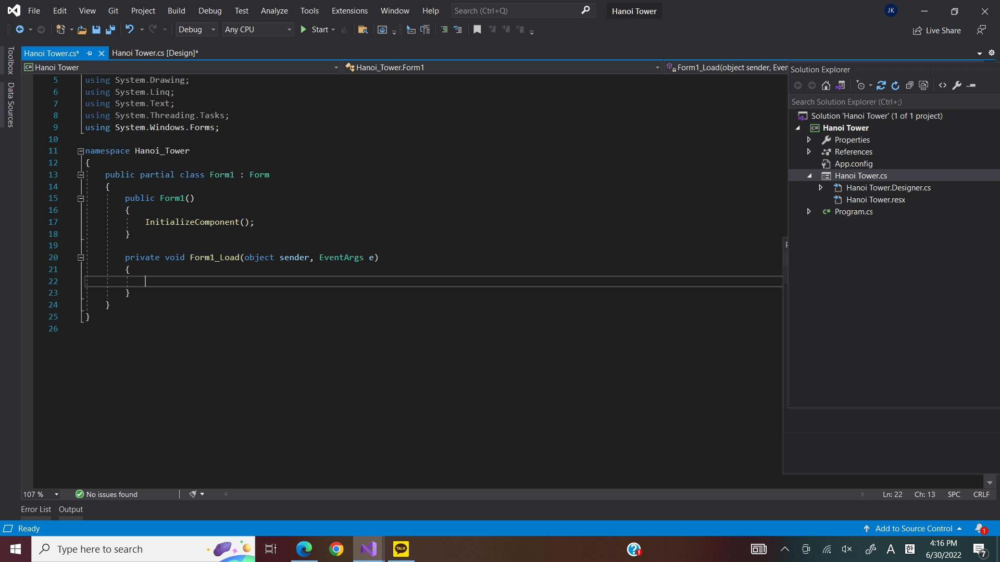 File Edit View Git Project Build Debug Test Analyze Tools Extensions Window Help Search (Ctrl+Q) Hanoi Tower JK
Debug Any CPU Start Live Share
Hanoi Tower.cs* Hanoi Tower.cs [Design]*
C# Hanoi Tower Hanoi_Tower.Form1 Form1_Load(object sender, Even
Toolbox
Data Sources
5 using System.Drawing;
6 using System.Linq;
7 using System.Text;
8 using System.Threading.Tasks;
9 using System.Windows.Forms;
10
11 namespace Hanoi_Tower
12 {
13 public partial class Form1 : Form
14 {
15 public Form1()
16 {
17 InitializeComponent();
18 }
19
20 private void Form1_Load(object sender, EventArgs e)
21 {
22
23 }
24 }
25 }
26
Solution Explorer
Search Solution Explorer (Ctrl+;)
Solution 'Hanoi Tower' (1 of 1 project)
C# Hanoi Tower
Properties
References
App.config
Hanoi Tower.cs
Hanoi Tower.Designer.cs
Hanoi Tower.resx
C# Program.cs
P
107 % No issues found Ln: 22 Ch: 13 SPC CRLF
Error List Output
Ready Add to Source Control 1
Type here to search TALK A 한 4:16 PM
6/30/2022 7